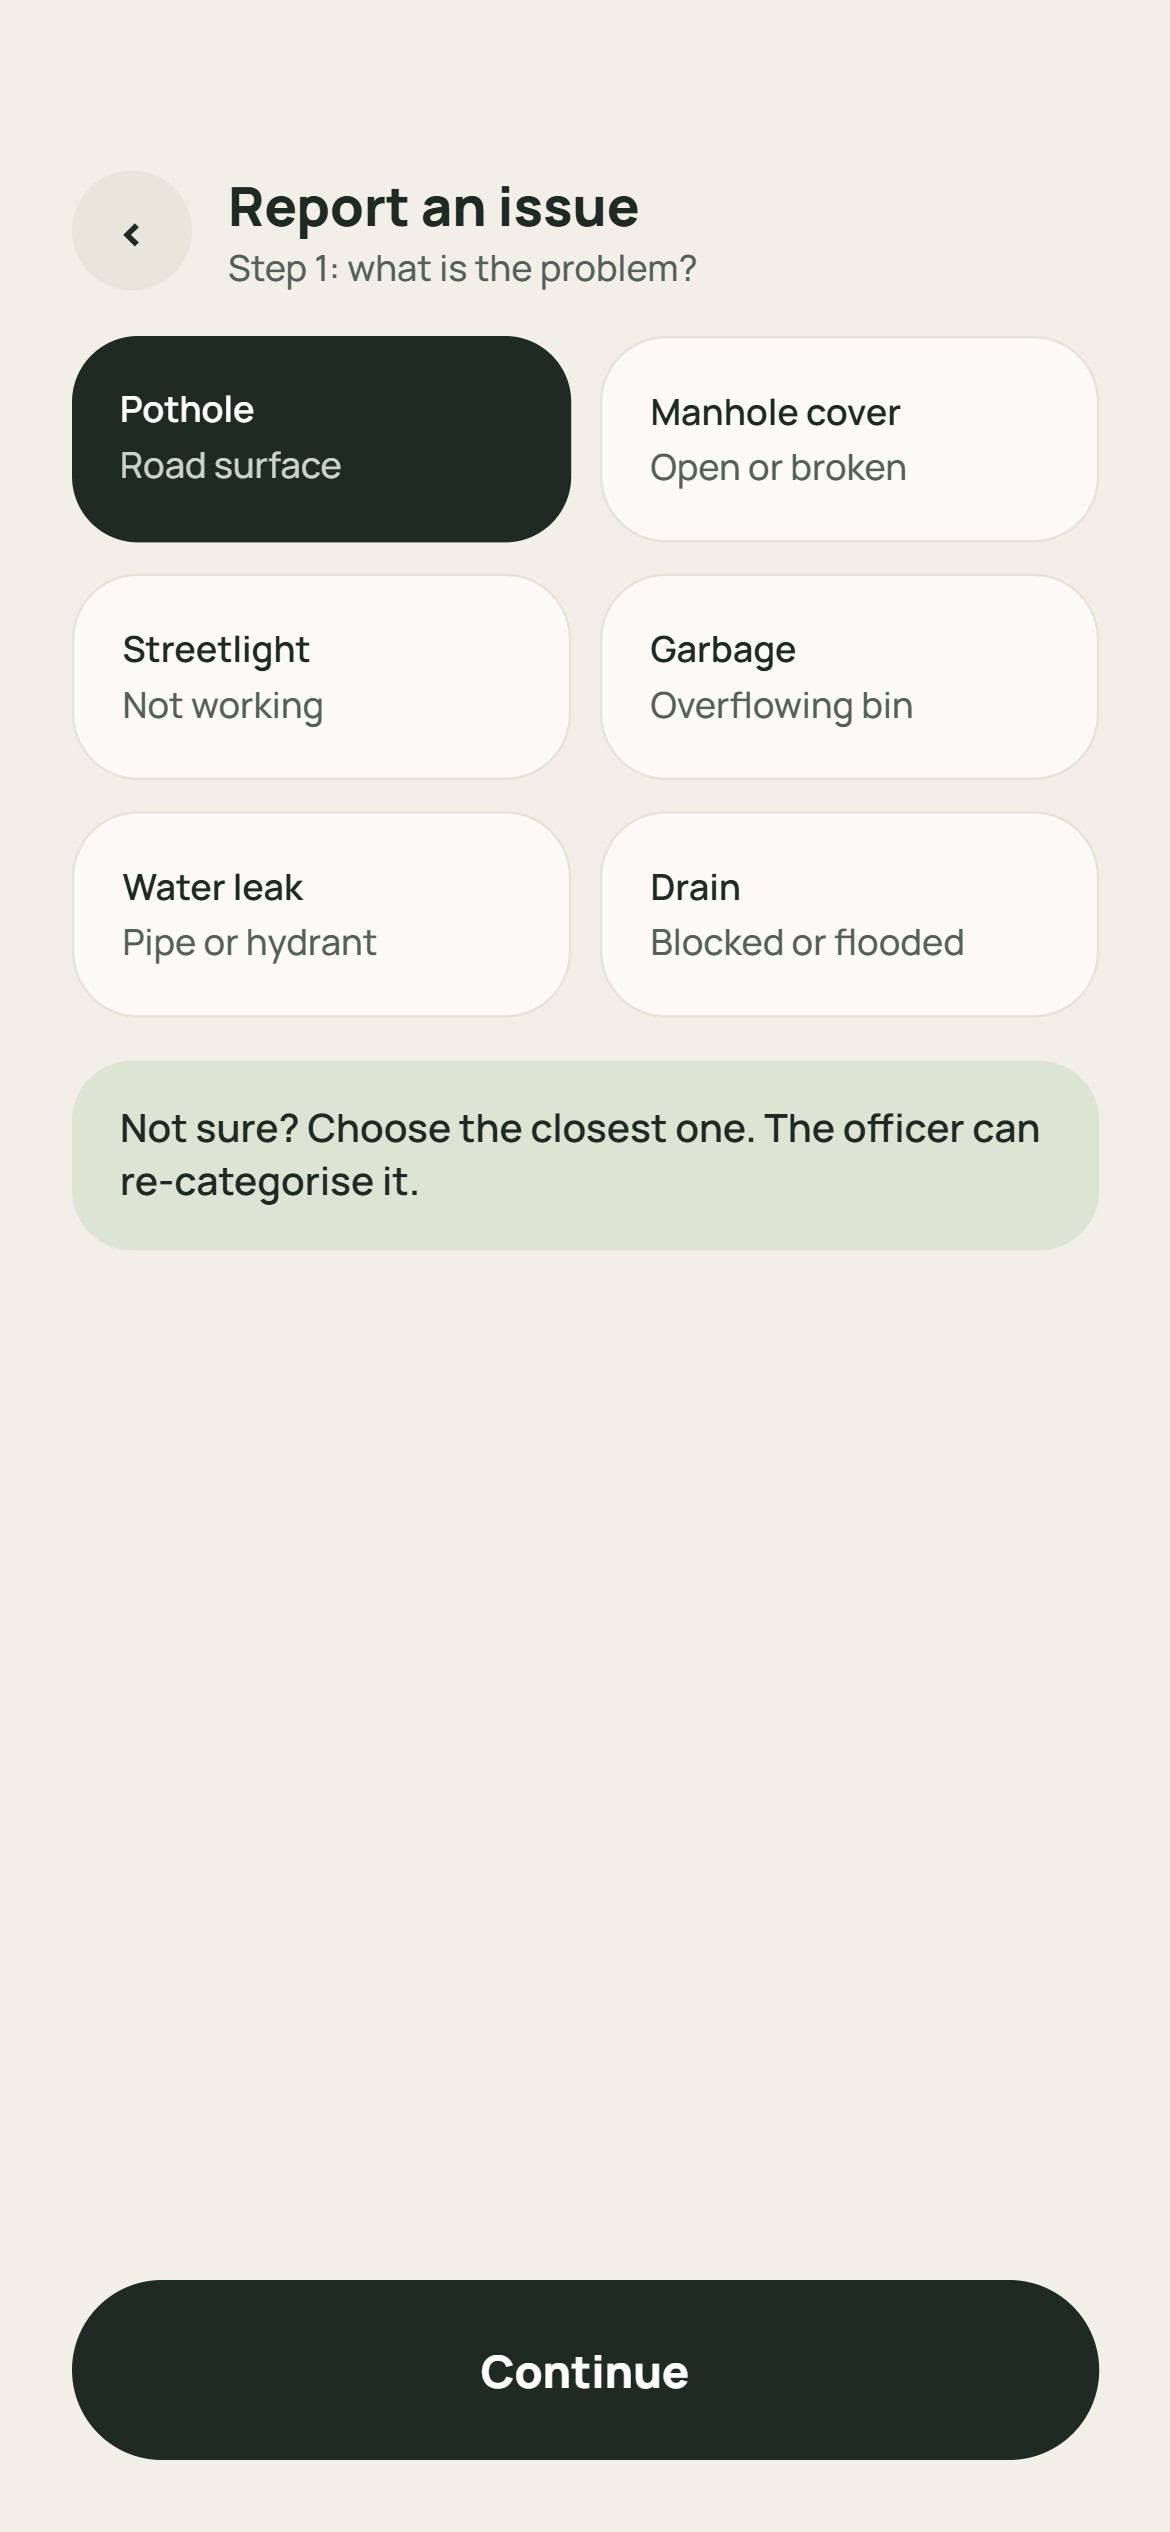 Report an issue
Step 1: what is the problem?
Pothole
Road surface
Manhole cover
Open or broken
Streetlight
Not working
Garbage
Overflowing bin
Water leak
Pipe or hydrant
Drain
Blocked or flooded
Not sure? Choose the closest one. The officer can
re-categorise it.
Continue